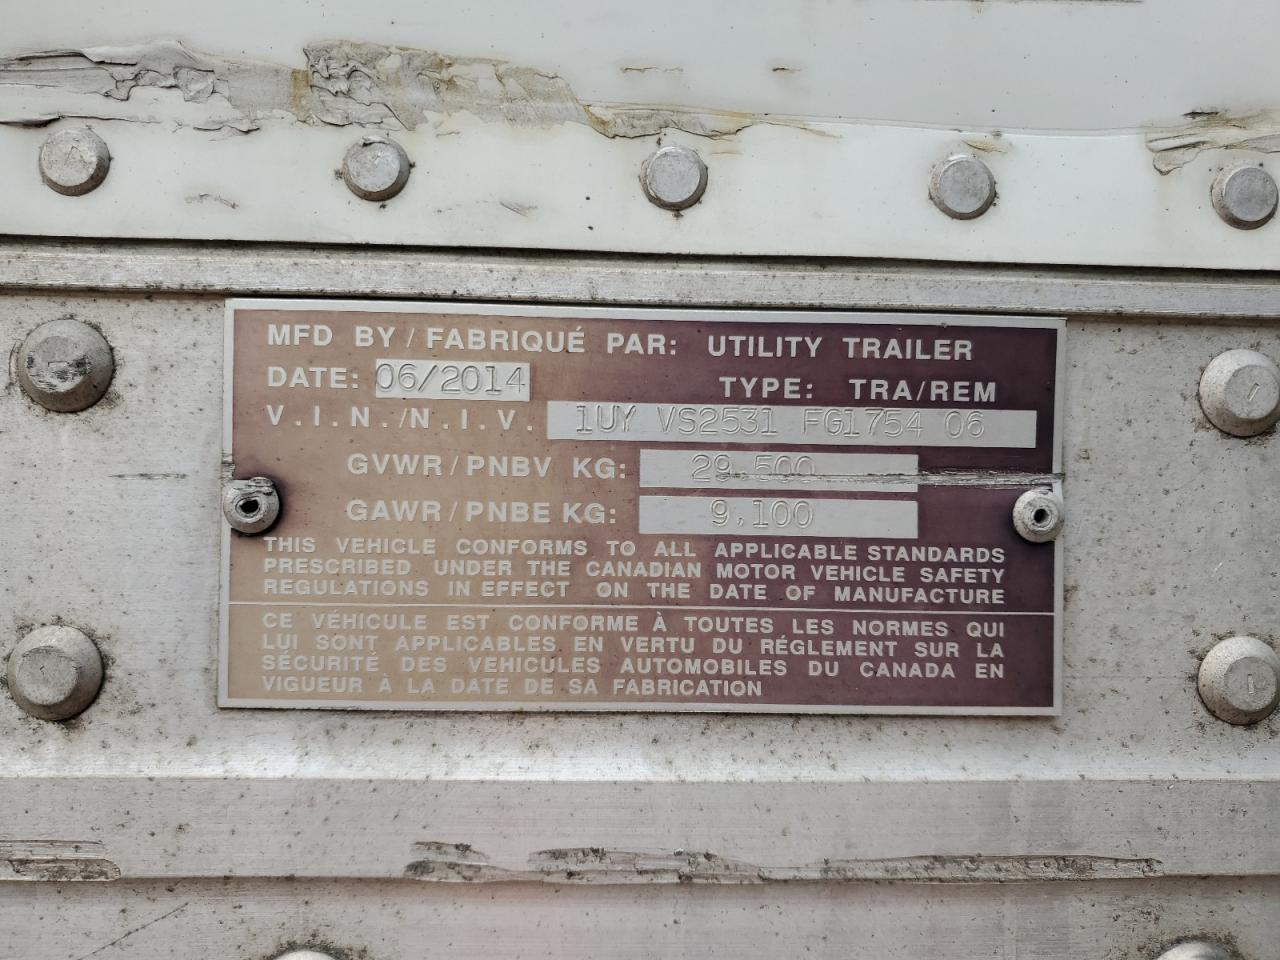 MFD BY / FABRIQUÉ PAR: UTILITY TRAILER
DATE: 06/2014 TYPE: TRA/REM
V.I.N./N.I.V. 1UY VS2531 FG1754 06
GVWR/PNBV KG: 29,500
GAWR/PNBE KG: 9,100
THIS VEHICLE CONFORMS TO ALL APPLICABLE STANDARDS
PRESCRIBED UNDER THE CANADIAN MOTOR VEHICLE SAFETY
REGULATIONS IN EFFECT ON THE DATE OF MANUFACTURE
CE VÉHICULE EST CONFORME À TOUTES LES NORMES QUI
LUI SONT APPLICABLES EN VERTU DU RÉGLEMENT SUR LA
SÉCURITÉ DES VEHICULES AUTOMOBILES DU CANADA EN
VIGUEUR À LA DATE DE SA FABRICATION